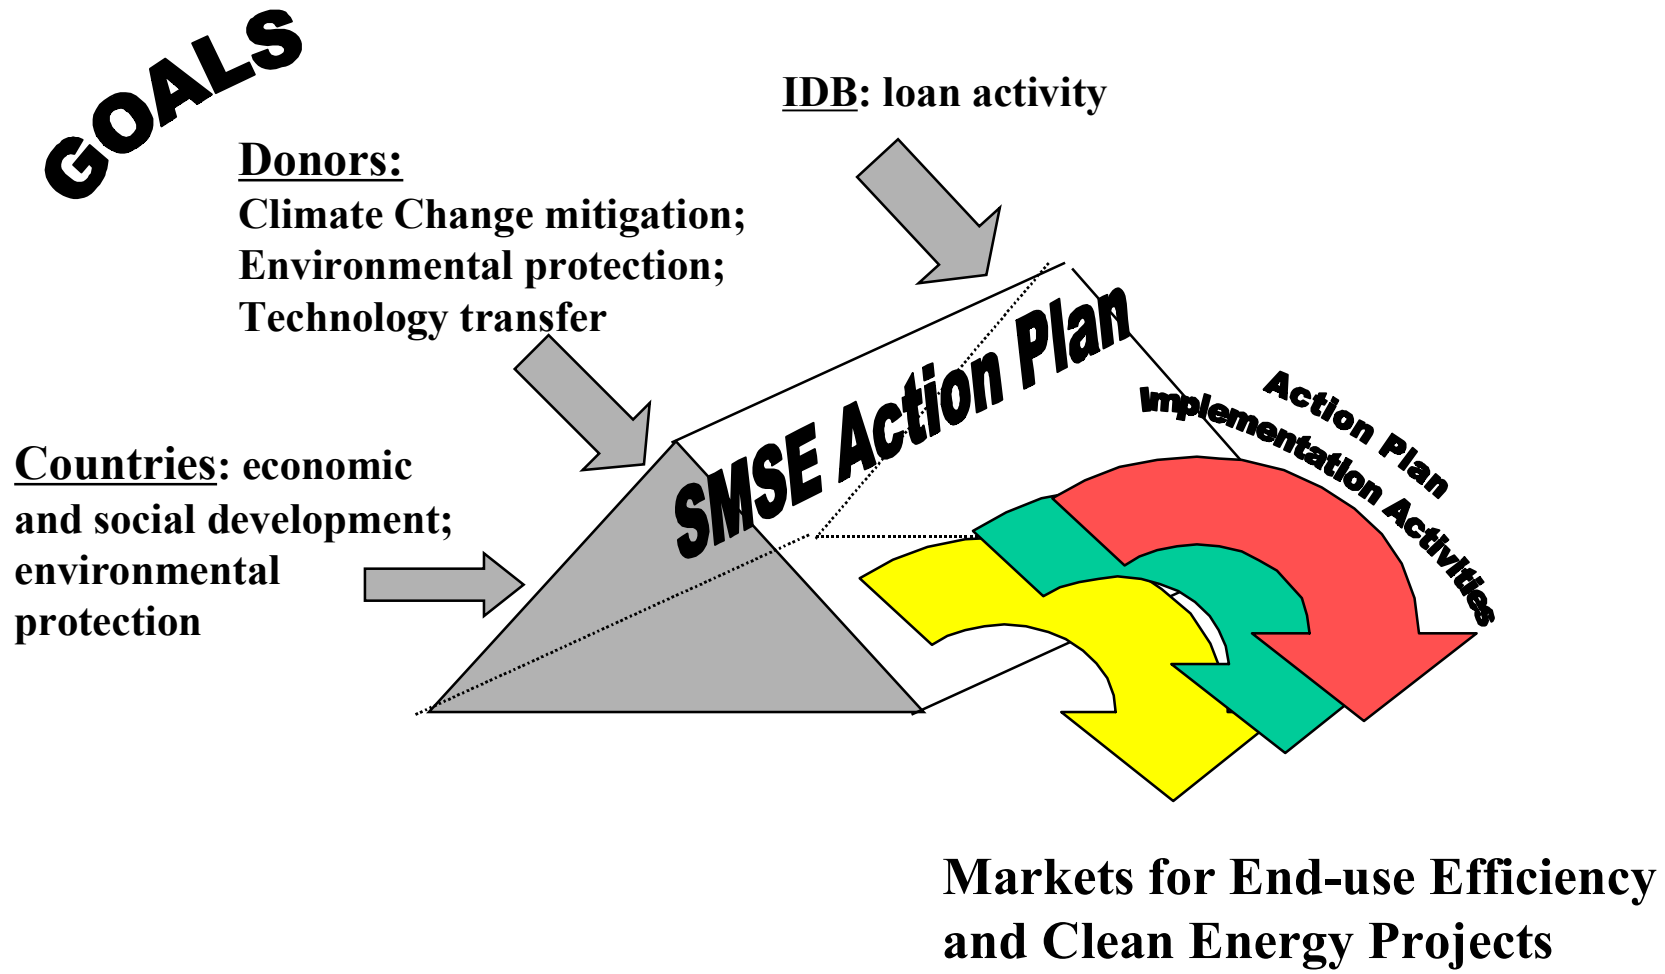 GOALS
IDB: loan activity
Donors:
Climate Change mitigation;
Environmental protection;
Technology transfer
SMSE Action Plan
Action Plan
Implementation Activities
Countries: economic
and social development;
environmental
protection
Markets for End-use Efficiency
and Clean Energy Projects